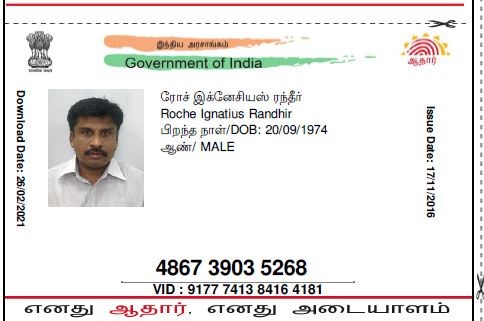 இந்திய அரசாங்கம்
Government of India
ஆதார்
Download Date: 26/02/2021
ரோச் இக்னேசியஸ் ரந்தீர்
Roche Ignatius Randhir
பிறந்த நாள்/DOB: 20/09/1974
ஆண்/ MALE
Issue Date: 17/11/2016
4867 3903 5268
VID : 9177 7413 8416 4181
எனது ஆதார், எனது அடையாளம்